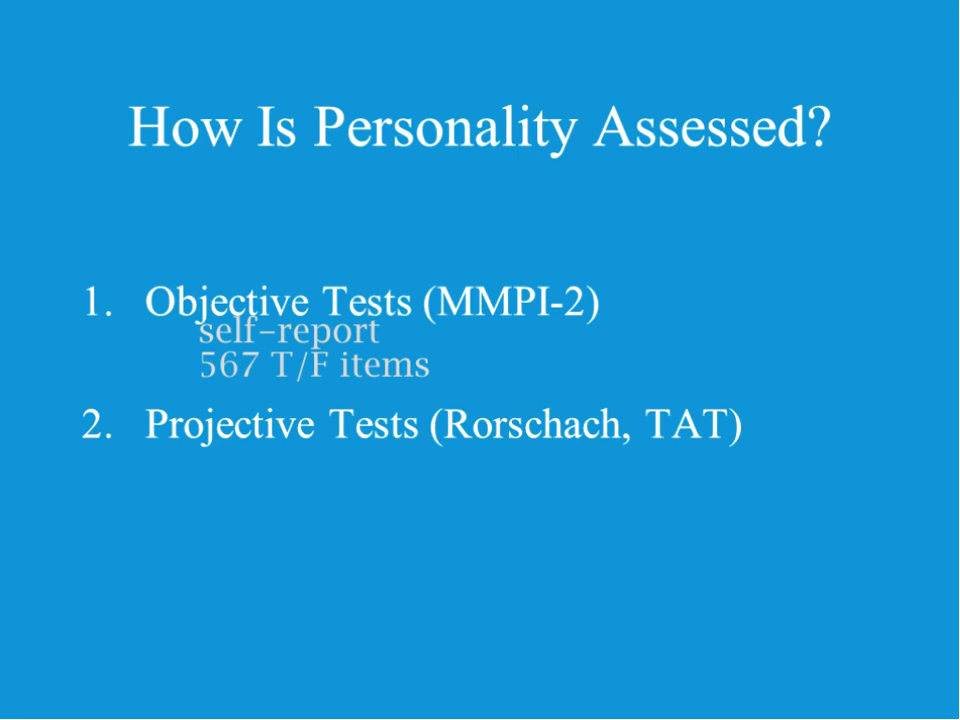 How Is Personality Assessed?
1. Objective Tests (MMPI-2)
self-report
567 T/F items
2. Projective Tests (Rorschach, TAT)